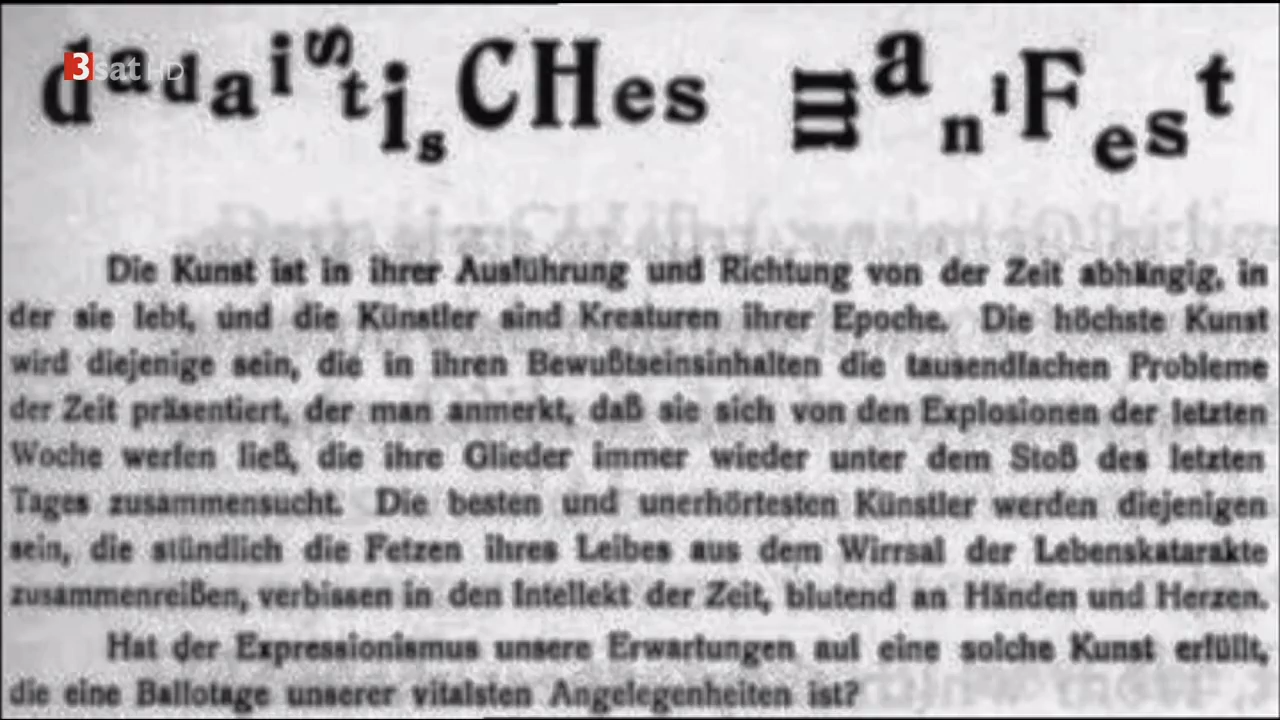 3sat HD
dadaistisCHes manIFest
Die Kunst ist in ihrer Ausführung und Richtung von der Zeit abhängig, in
der sie lebt, und die Künstler sind Kreaturen ihrer Epoche. Die höchste Kunst
wird diejenige sein, die in ihren Bewußtseinsinhalten die tausendfachen Probleme
der Zeit präsentiert, der man anmerkt, daß sie sich von den Explosionen der letzten
Woche werfen ließ, die ihre Glieder immer wieder unter dem Stoß des letzten
Tages zusammensucht. Die besten und unerhörtesten Künstler werden diejenigen
sein, die stündlich die Fetzen ihres Leibes aus dem Wirrsal der Lebenskatarakte
zusammenreißen, verbissen in den Intellekt der Zeit, blutend an Händen und Herzen.
Hat der Expressionismus unsere Erwartungen auf eine solche Kunst erfüllt,
die eine Ballotage unserer vitalsten Angelegenheiten ist?